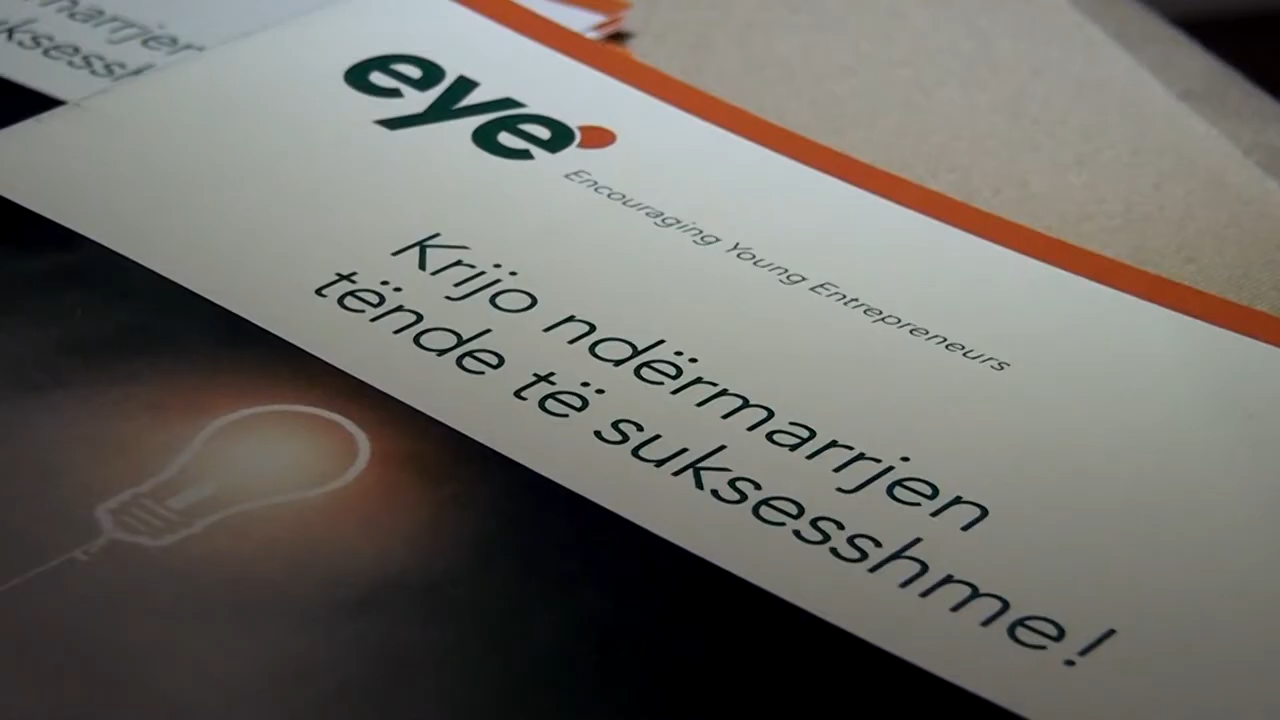 eye
Encouraging Young Entrepreneurs
Krijo ndërmarrjen
tënde të suksesshme!